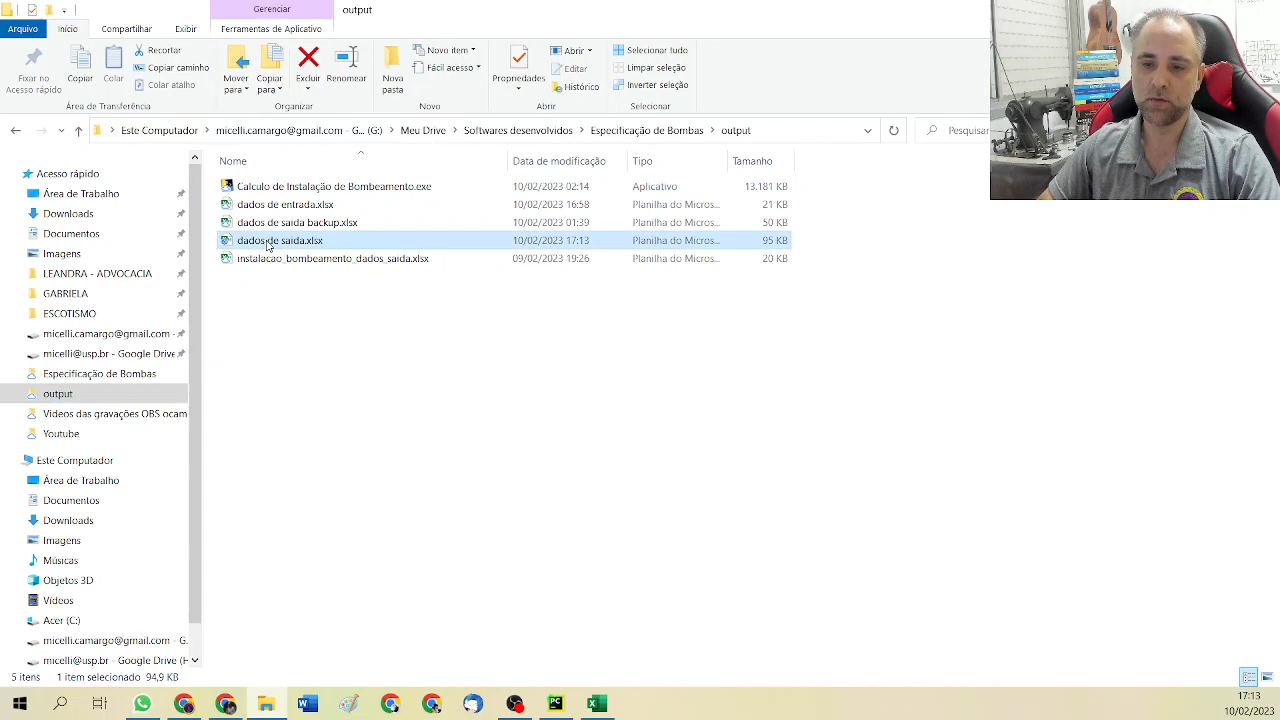 Gerenciar
output
Arquivo
Início
Compartilhar
Exibir
Ferramentas de Aplicativo
Fixar no
Acesso rápido
Copiar
Colar
Recortar
Copiar caminho
Colar atalho
Área de Transferência
Mover
para
Copiar
para
Excluir
Organizar
Novo item
Novo
Propriedades
Abrir
Editar
Histórico
Abrir
Selecionar tudo
Limpar seleção
Inverter seleção
Selecionar
Este Computador
micelli.camargo@gmail.com - Go... (G:)
Meu Drive
Softwares desenvolvidos
Especificação de Bombas
output
Pesquisar
Nome
Data de modificação
Tipo
Tamanho
Calculo de Instalação de Bombeamento.exe
10/02/2023 02:14
Aplicativo
13.181 KB
dados de entrada.xlsx
10/02/2023 16:58
Planilha do Micros...
21 KB
dados de saida backup.xlsx
10/02/2023 01:39
Planilha do Micros...
50 KB
dados de saida.xlsx
10/02/2023 17:13
Planilha do Micros...
95 KB
instalacao_bombeamento_dados_saida.xlsx
09/02/2023 19:26
Planilha do Micros...
20 KB
Acesso rápido
Área de Trabalho
Downloads
Documentos
Imagens
LEANDRA - ADVOCACIA
GABRIELA
ESCOTISMO
micelli.camargo@gmail.com -
micelli@usp.br - Google Drive
Especificação de Bombas
output
Vídeos das gravações OBS ocam
Youtube
Este Computador
Área de Trabalho
Documentos
Downloads
Imagens
Músicas
Objetos 3D
Vídeos
Acer (C:)
micelli.camargo@gmail.com - G
micelli@usp.br - Google Drive (H
5 itens
1 item selecionado 94,9 KB
17:13
10/02/2023